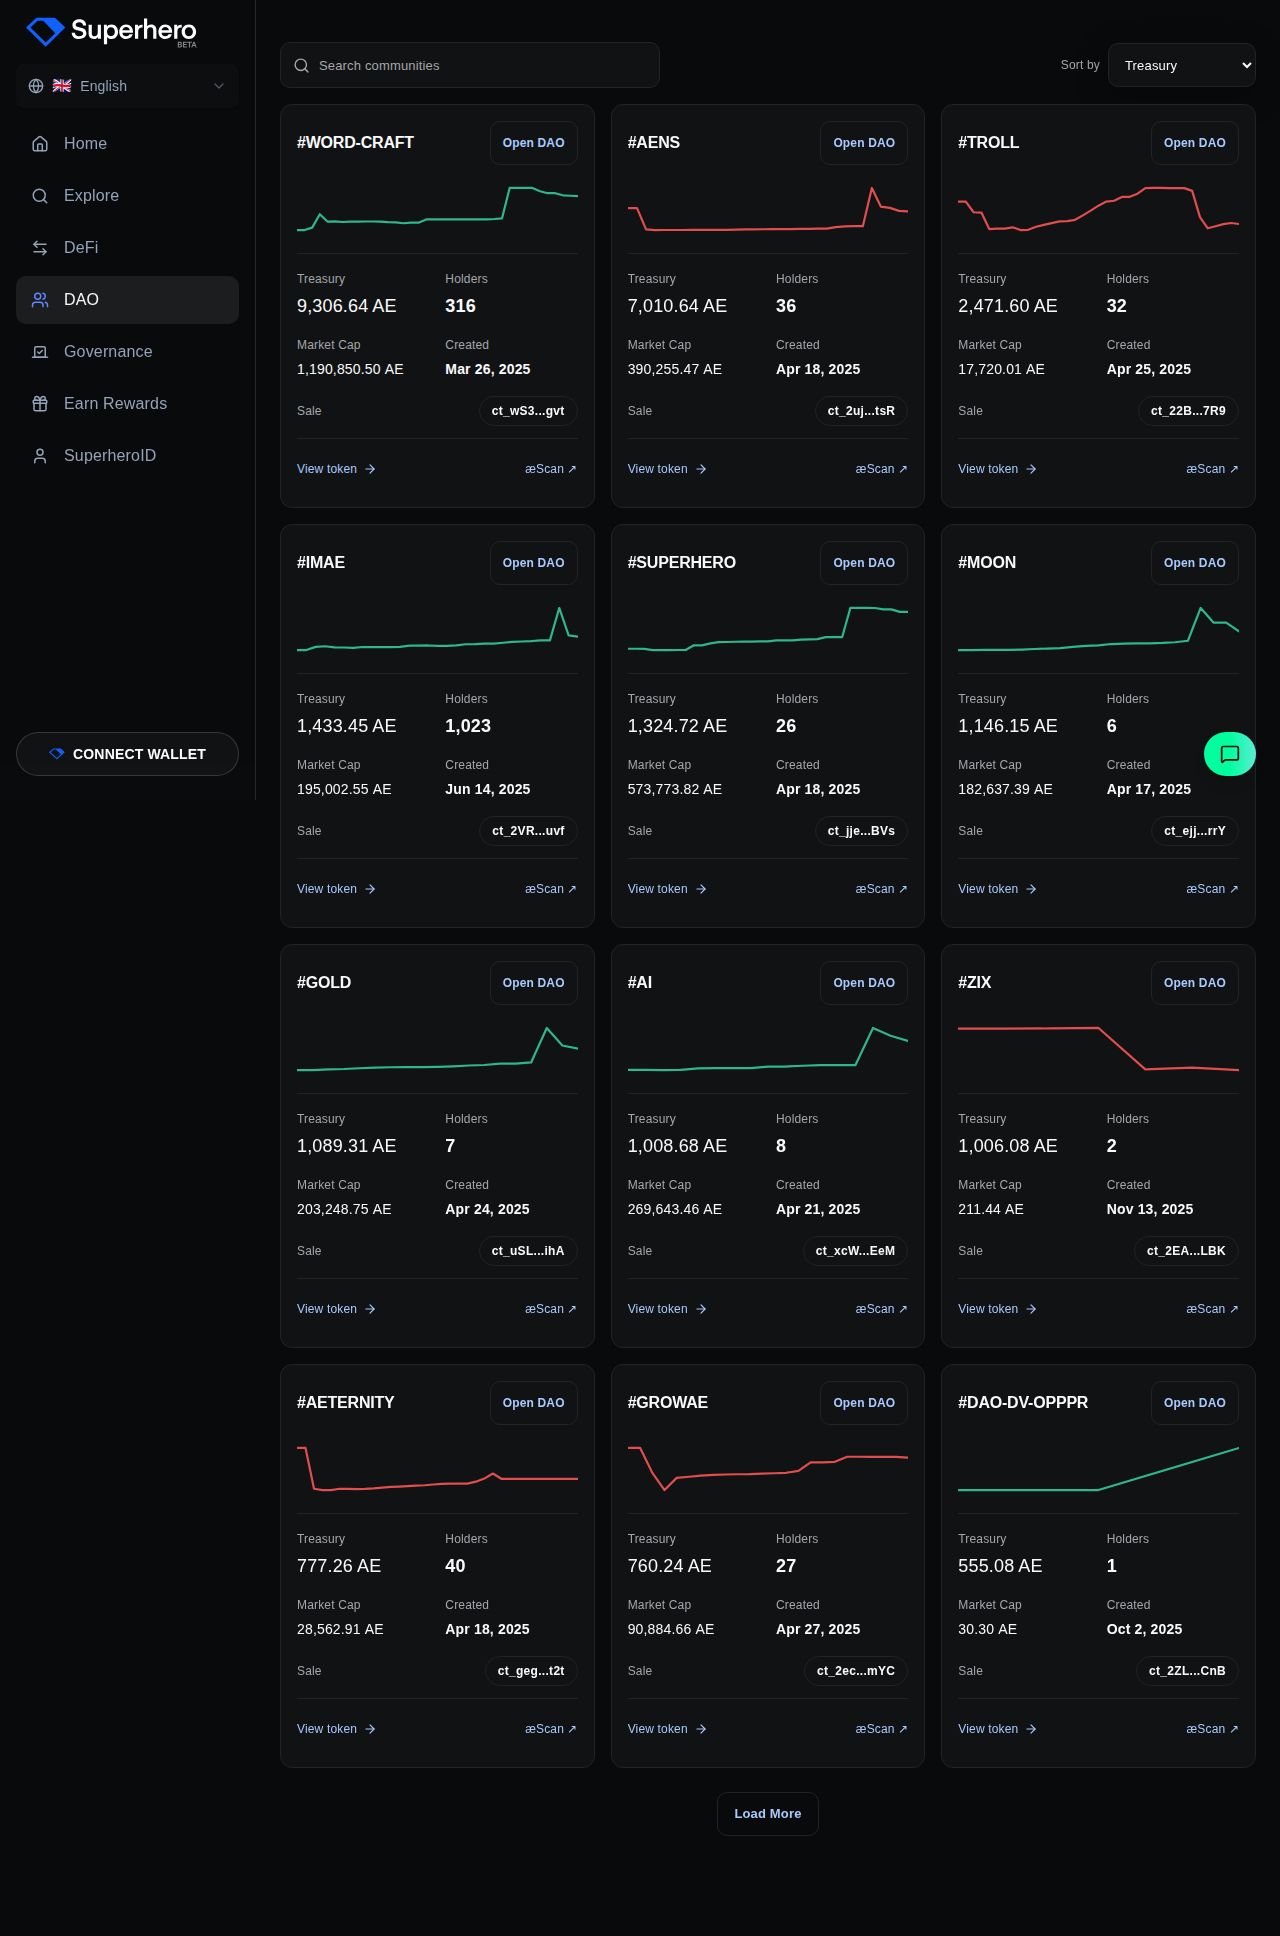 Superhero
BETA
English
Home
Explore
DeFi
DAO
Governance
Earn Rewards
SuperheroID
CONNECT WALLET
Search communities
Sort by Treasury
#WORD-CRAFT Open DAO
Treasury Holders
9,306.64 AE 316
Market Cap Created
1,190,850.50 AE Mar 26, 2025
Sale ct_wS3...gvt
View token → æScan ↗
#AENS Open DAO
Treasury Holders
7,010.64 AE 36
Market Cap Created
390,255.47 AE Apr 18, 2025
Sale ct_2uj...tsR
View token → æScan ↗
#TROLL Open DAO
Treasury Holders
2,471.60 AE 32
Market Cap Created
17,720.01 AE Apr 25, 2025
Sale ct_22B...7R9
View token → æScan ↗
#IMAE Open DAO
Treasury Holders
1,433.45 AE 1,023
Market Cap Created
195,002.55 AE Jun 14, 2025
Sale ct_2VR...uvf
View token → æScan ↗
#SUPERHERO Open DAO
Treasury Holders
1,324.72 AE 26
Market Cap Created
573,773.82 AE Apr 18, 2025
Sale ct_jje...BVs
View token → æScan ↗
#MOON Open DAO
Treasury Holders
1,146.15 AE 6
Market Cap Created
182,637.39 AE Apr 17, 2025
Sale ct_ejj...rrY
View token → æScan ↗
#GOLD Open DAO
Treasury Holders
1,089.31 AE 7
Market Cap Created
203,248.75 AE Apr 24, 2025
Sale ct_uSL...ihA
View token → æScan ↗
#AI Open DAO
Treasury Holders
1,008.68 AE 8
Market Cap Created
269,643.46 AE Apr 21, 2025
Sale ct_xcW...EeM
View token → æScan ↗
#ZIX Open DAO
Treasury Holders
1,006.08 AE 2
Market Cap Created
211.44 AE Nov 13, 2025
Sale ct_2EA...LBK
View token → æScan ↗
#AETERNITY Open DAO
Treasury Holders
777.26 AE 40
Market Cap Created
28,562.91 AE Apr 18, 2025
Sale ct_geg...t2t
View token → æScan ↗
#GROWAE Open DAO
Treasury Holders
760.24 AE 27
Market Cap Created
90,884.66 AE Apr 27, 2025
Sale ct_2ec...mYC
View token → æScan ↗
#DAO-DV-OPPPR Open DAO
Treasury Holders
555.08 AE 1
Market Cap Created
30.30 AE Oct 2, 2025
Sale ct_2ZL...CnB
View token → æScan ↗
Load More